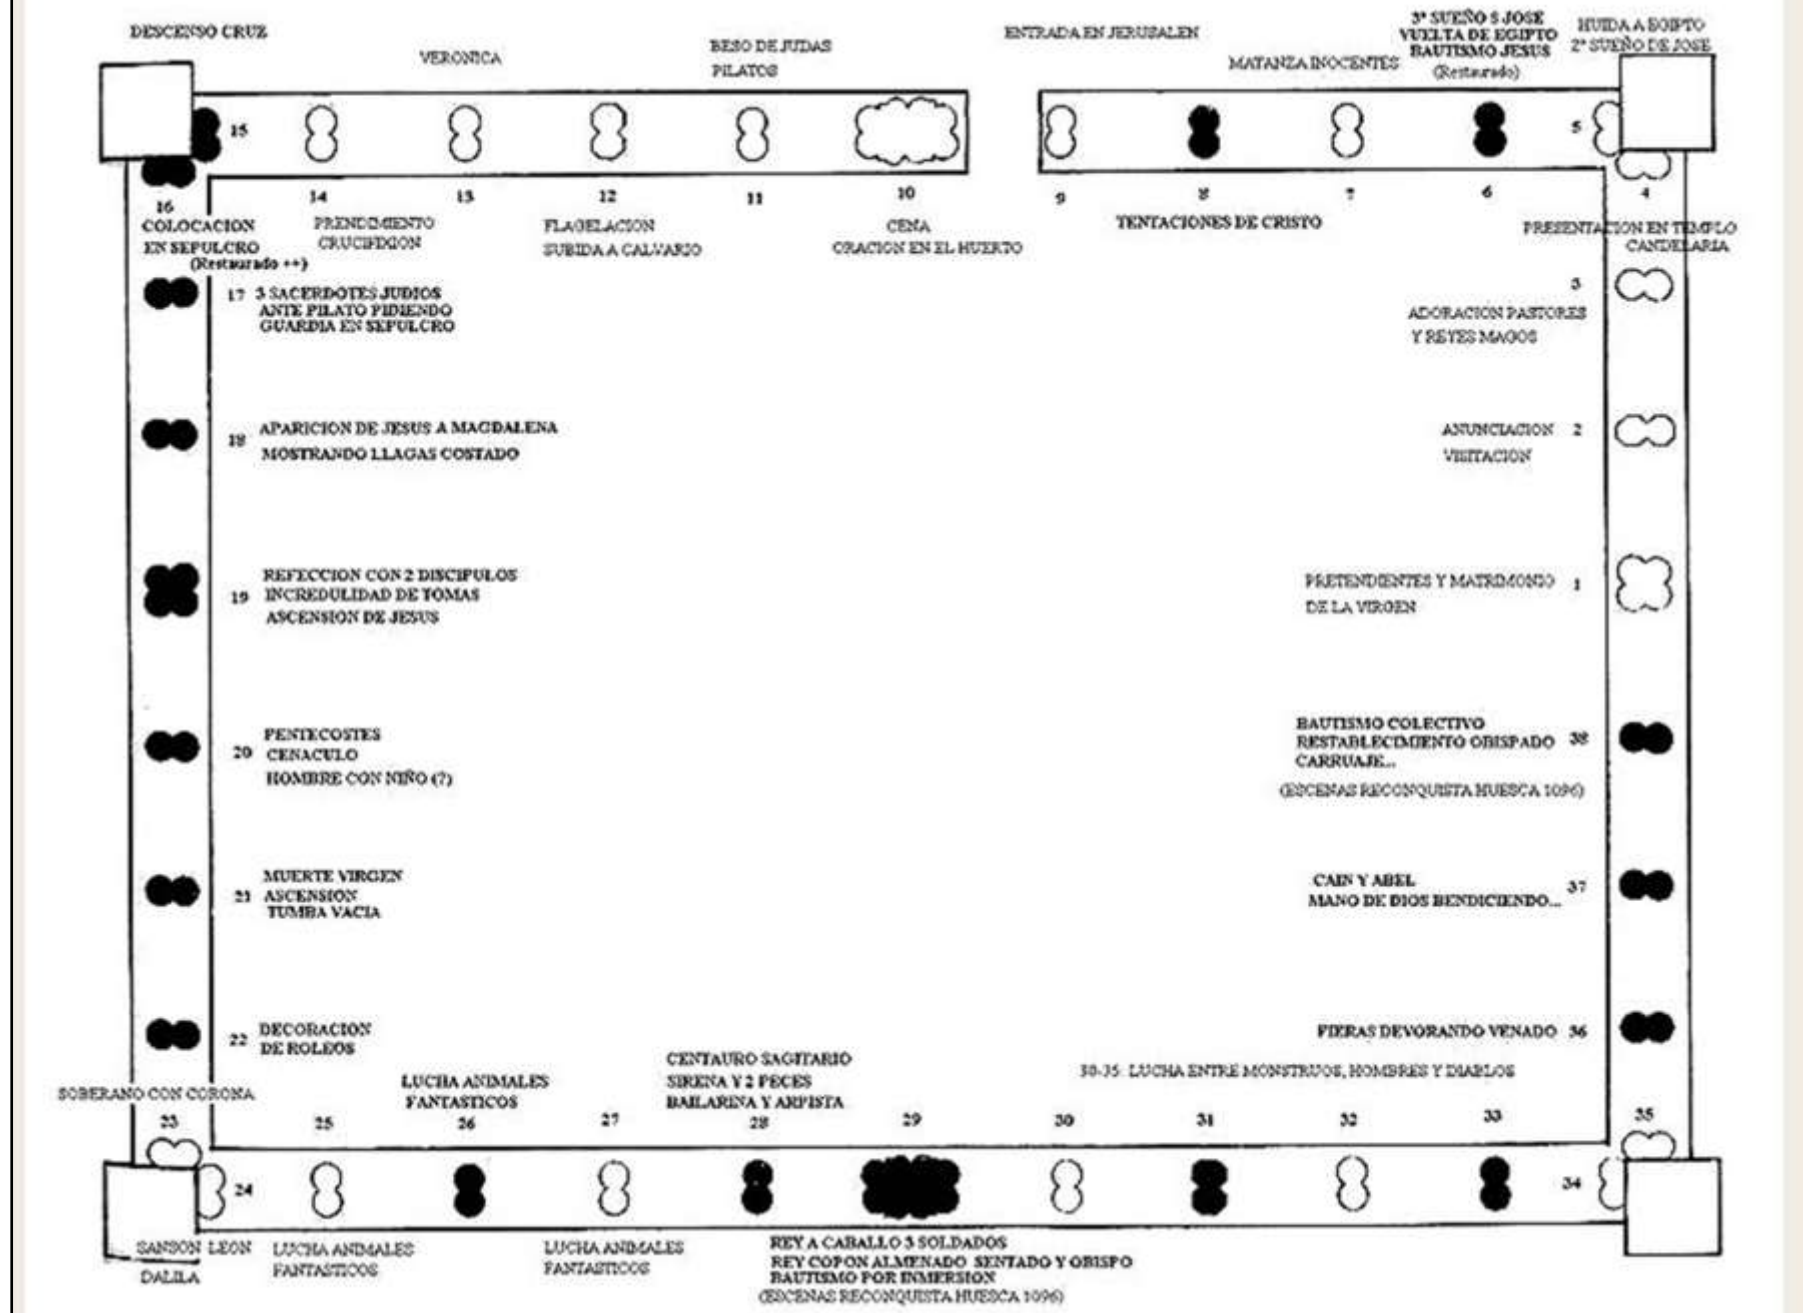 DESCENSO CRUZ
VERONICA
BESO DE JUDAS
PILATOS
ENTRADA EN JERUSALEN
MATANZA INOCENTES
3º SUEÑO S JOSE
VUELTA DE EGIPTO
BAUTISMO JESUS
(Restaurado)
HUIDA A EGIPTO
2º SUEÑO DE JOSE
15
5
16
14
13
12
11
10
9
8
7
6
4
COLOCACION
EN SEPULCRO
(Restaurado ++)
PRENDIMIENTO
CRUCIFIXION
FLAGELACION
SUBIDA A CALVARIO
CENA
ORACION EN EL HUERTO
TENTACIONES DE CRISTO
PRESENTACION EN TEMPLO
CANDELARIA
17 3 SACERDOTES JUDIOS
ANTE PILATO PIDIENDO
GUARDIA EN SEPULCRO
3
ADORACION PASTORES
Y REYES MAGOS
18 APARICION DE JESUS A MAGDALENA
MOSTRANDO LLAGAS COSTADO
ANUNCIACION 2
VISITACION
19 REFECCION CON 2 DISCIPULOS
INCREDULIDAD DE TOMAS
ASCENSION DE JESUS
PRETENDIENTES Y MATRIMONIO 1
DE LA VIRGEN
20 PENTECOSTES
CENACULO
HOMBRE CON NIÑO (?)
BAUTISMO COLECTIVO
RESTABLECIMIENTO OBISPADO 38
CARRUAJE...
(ESCENAS RECONQUISTA HUESCA 1096)
21 MUERTE VIRGEN
ASCENSION
TUMBA VACIA
CAIN Y ABEL 37
MANO DE DIOS BENDICIENDO...
22 DECORACION
DE ROLEOS
FIERAS DEVORANDO VENADO 36
SOBERANO CON CORONA
LUCHA ANIMALES
FANTASTICOS
CENTAURO SAGITARIO
SIRENA Y 2 PECES
BAILARINA Y ARPISTA
30-35: LUCHA ENTRE MONSTRUOS, HOMBRES Y DIABLOS
23
25
26
27
28
29
30
31
32
33
35
24
34
SANSON LEON
DALILA
LUCHA ANIMALES
FANTASTICOS
LUCHA ANIMALES
FANTASTICOS
REY A CABALLO 3 SOLDADOS
REY COPON ALMENADO SENTADO Y OBISPO
BAUTISMO POR INMERSION
(ESCENAS RECONQUISTA HUESCA 1096)